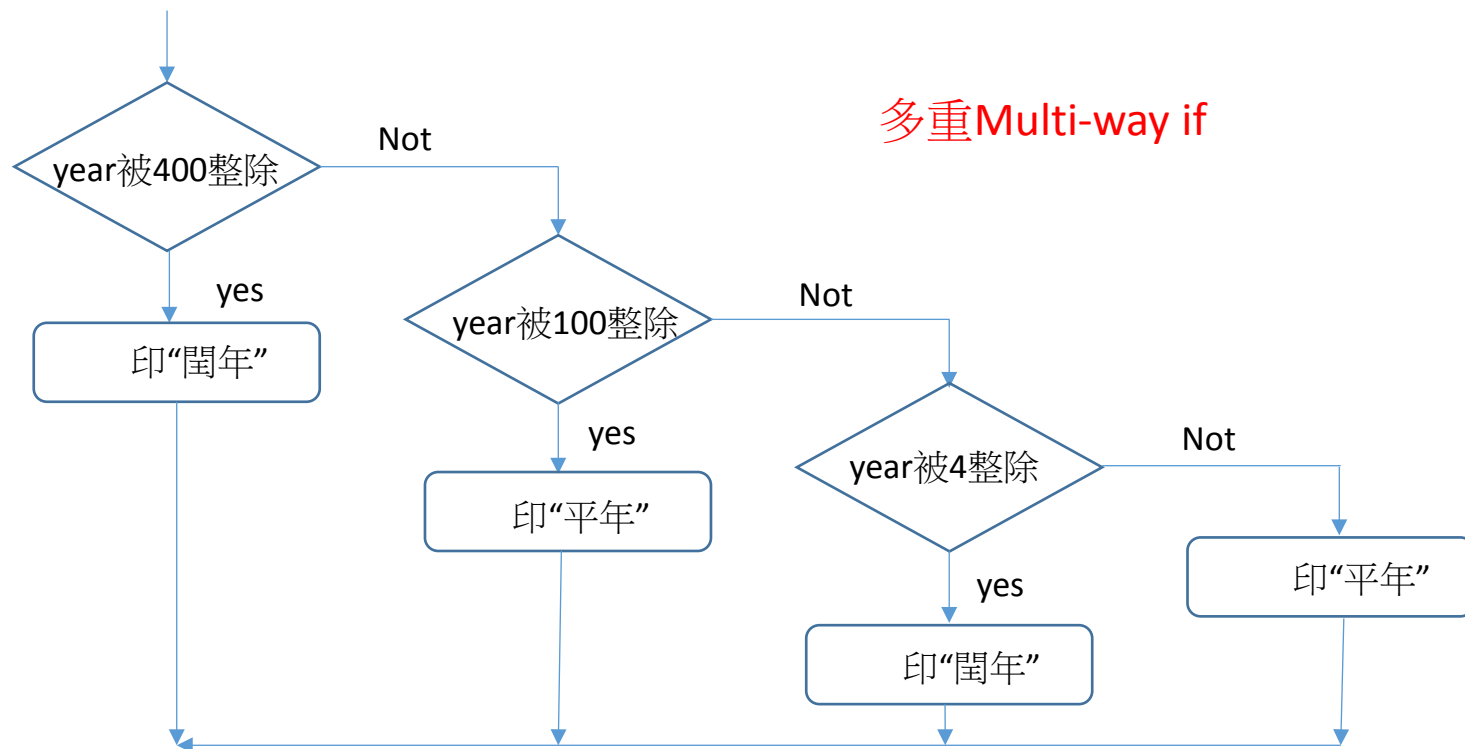 多重Multi-way if
Not
year被400整除
yes
印“閏年”
Not
year被100整除
yes
印“平年”
Not
year被4整除
yes
印“閏年”
印“平年”